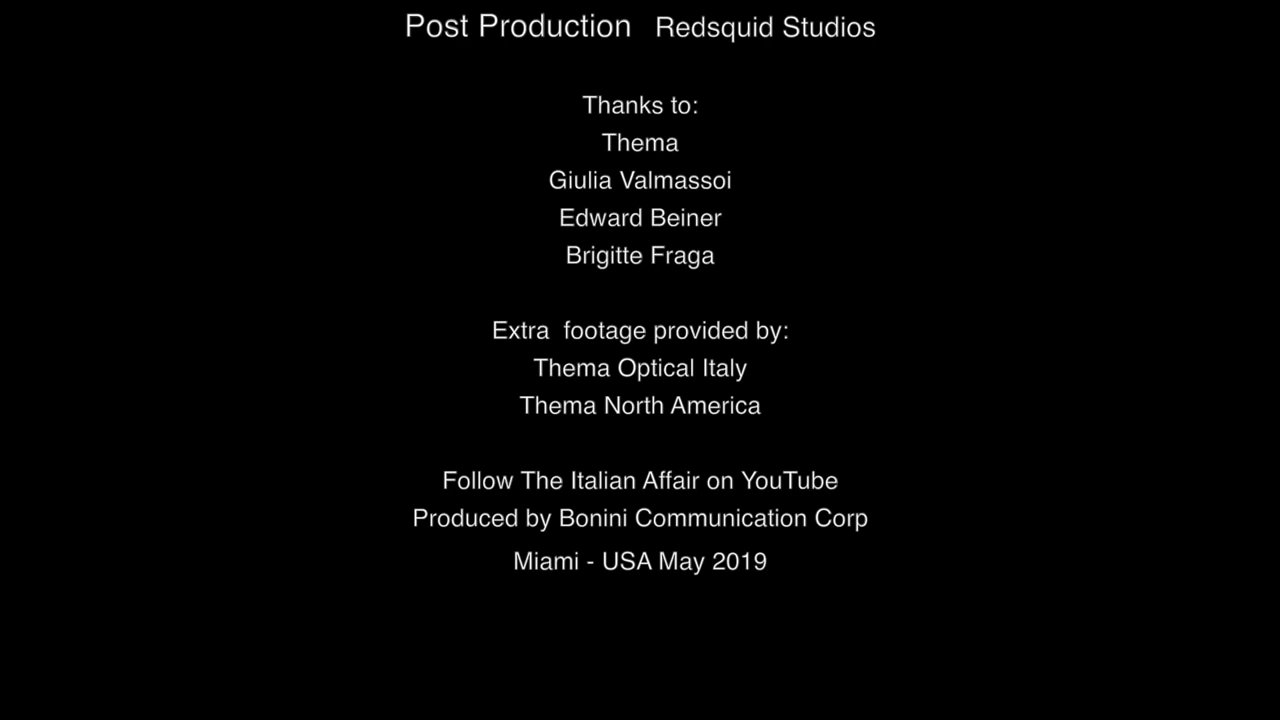 Post Production Redsquid Studios
Thanks to:
Thema
Giulia Valmassoi
Edward Beiner
Brigitte Fraga
Extra footage provided by:
Thema Optical Italy
Thema North America
Follow The Italian Affair on YouTube
Produced by Bonini Communication Corp
Miami - USA May 2019